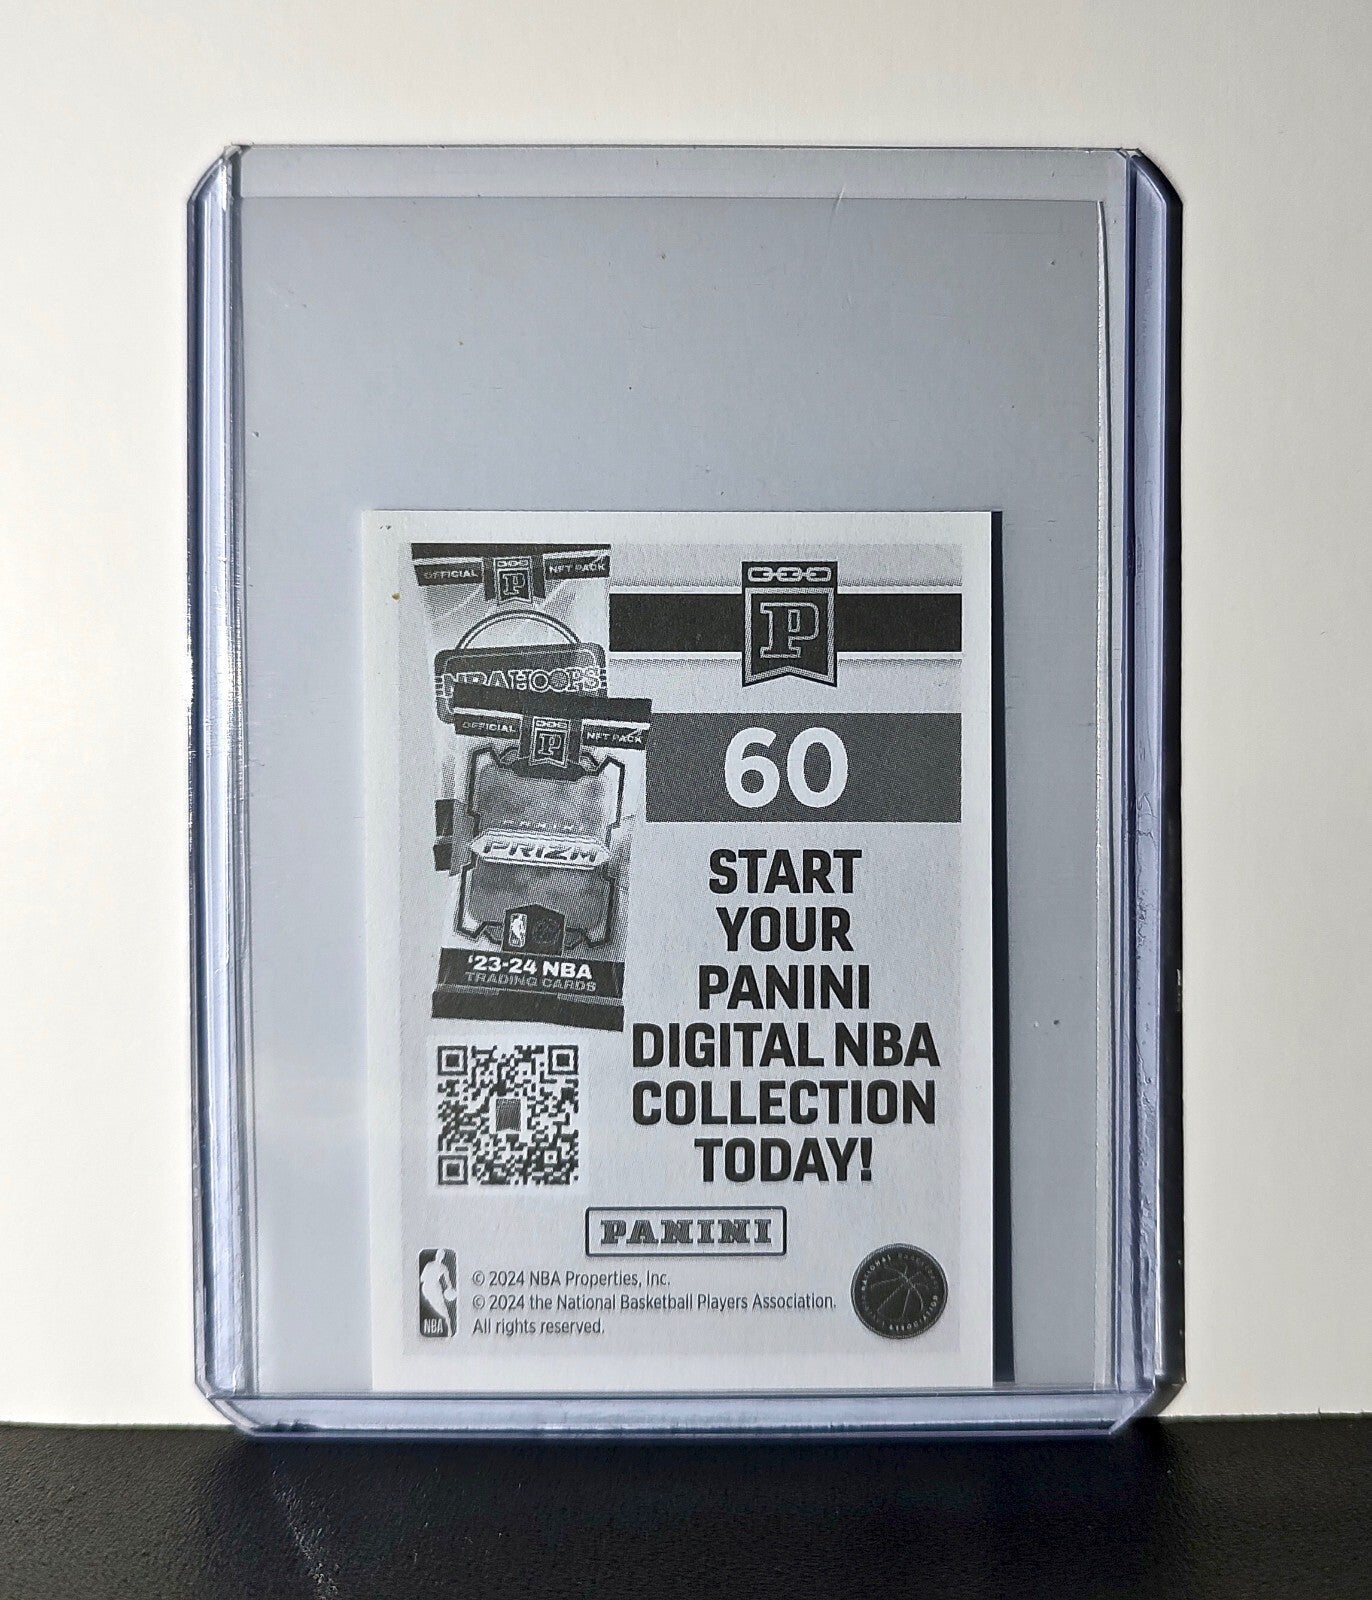 OFFICIAL P NFT PACK
NBA HOOPS
OFFICIAL P NFT PACK
PANINI
PRIZM
'23-24 NBA
TRADING CARDS
P
60
START
YOUR
PANINI
DIGITAL NBA
COLLECTION
TODAY!
PANINI
NBA
© 2024 NBA Properties, Inc.
© 2024 the National Basketball Players Association.
All rights reserved.